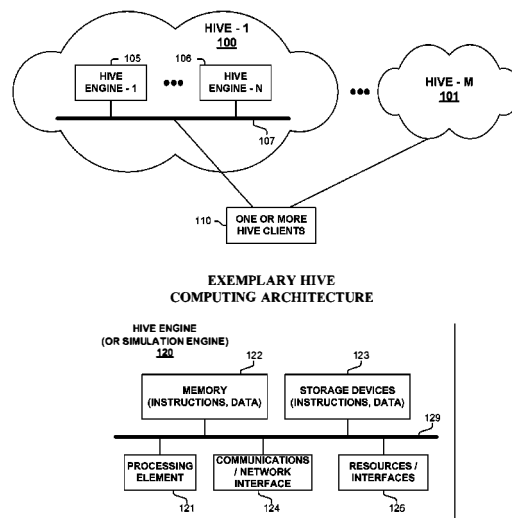 HIVE - 1
100
105
106
HIVE
ENGINE - 1
HIVE
ENGINE - N
107
HIVE - M
101
110
ONE OR MORE
HIVE CLIENTS
EXEMPLARY HIVE
COMPUTING ARCHITECTURE
HIVE ENGINE
(OR SIMULATION ENGINE)
120
122
123
MEMORY
(INSTRUCTIONS, DATA)
STORAGE DEVICES
(INSTRUCTIONS, DATA)
129
PROCESSING
ELEMENT
COMMUNICATIONS
/ NETWORK
INTERFACE
RESOURCES /
INTERFACES
121
124
126